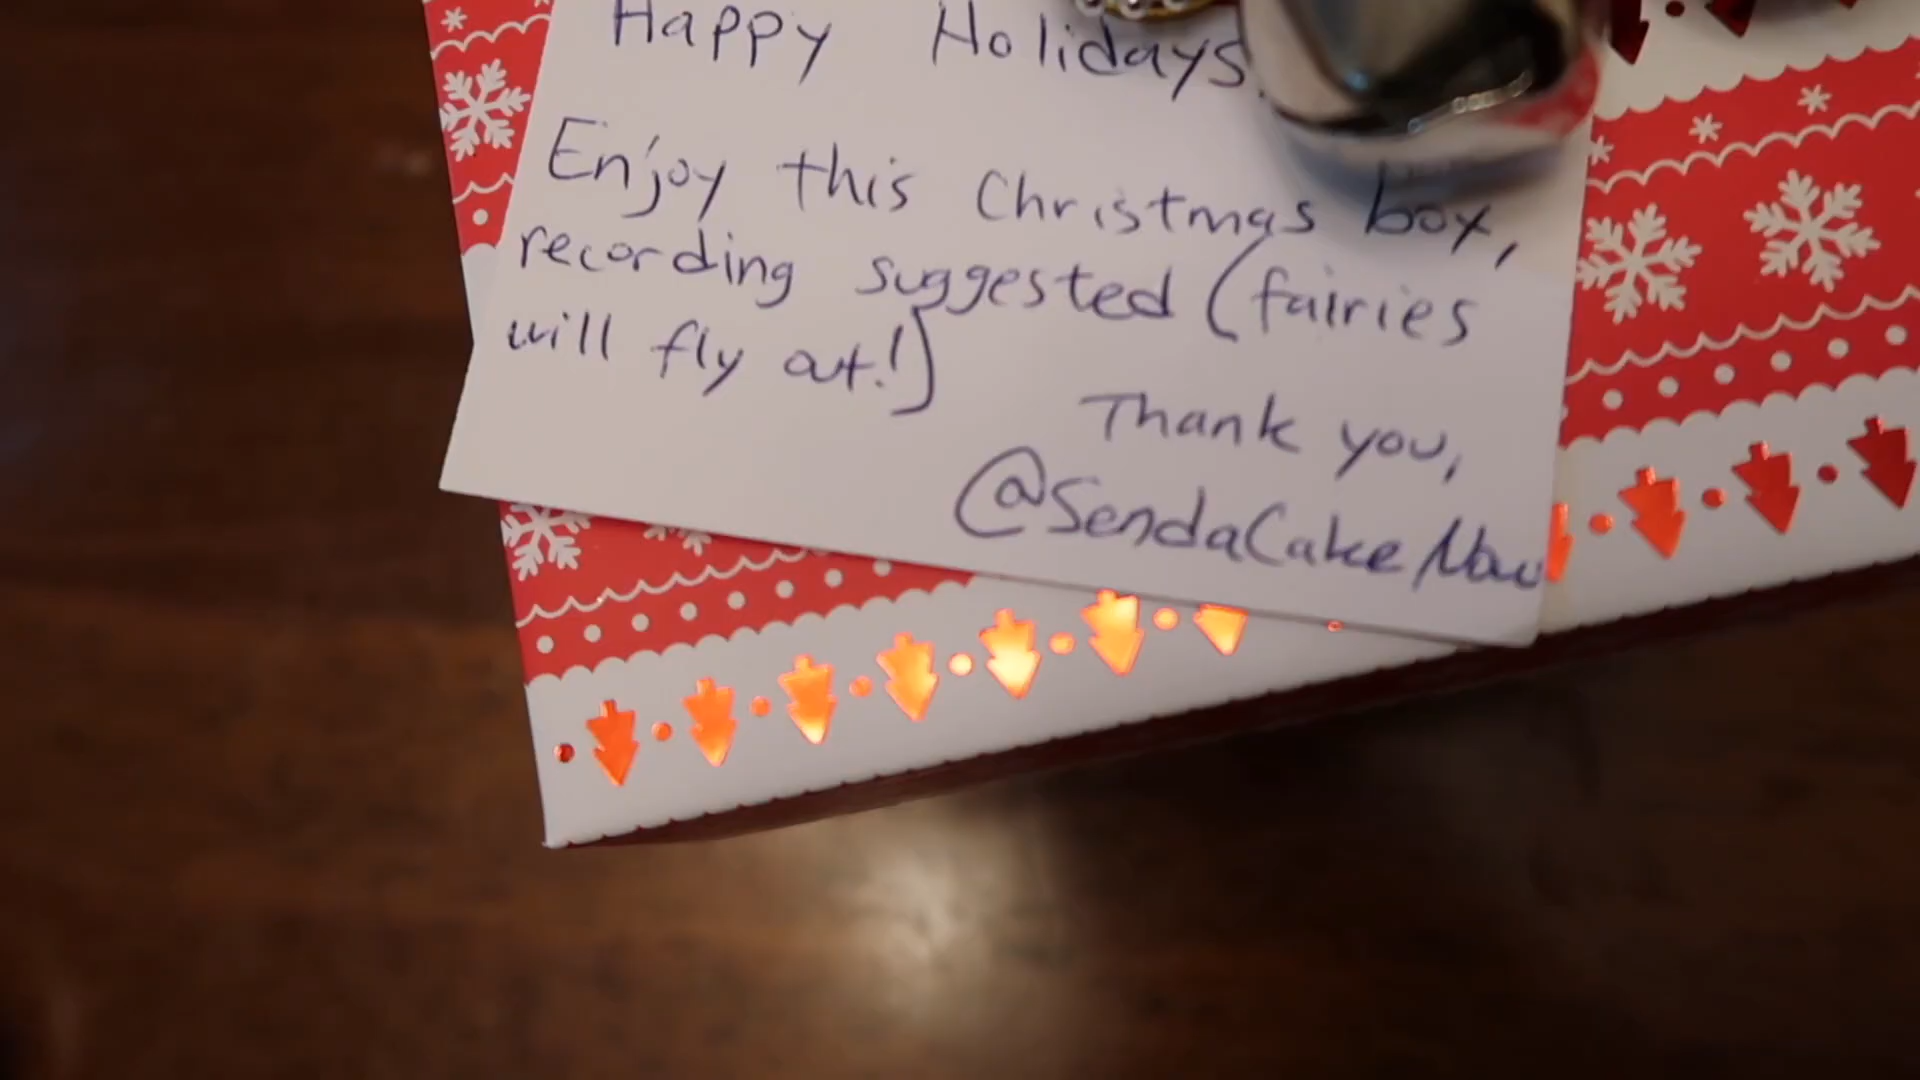 Happy Holidays.
Enjoy this Christmas box,
recording suggested (fairies
will fly out!)
Thank you,
@SendaCakeNow